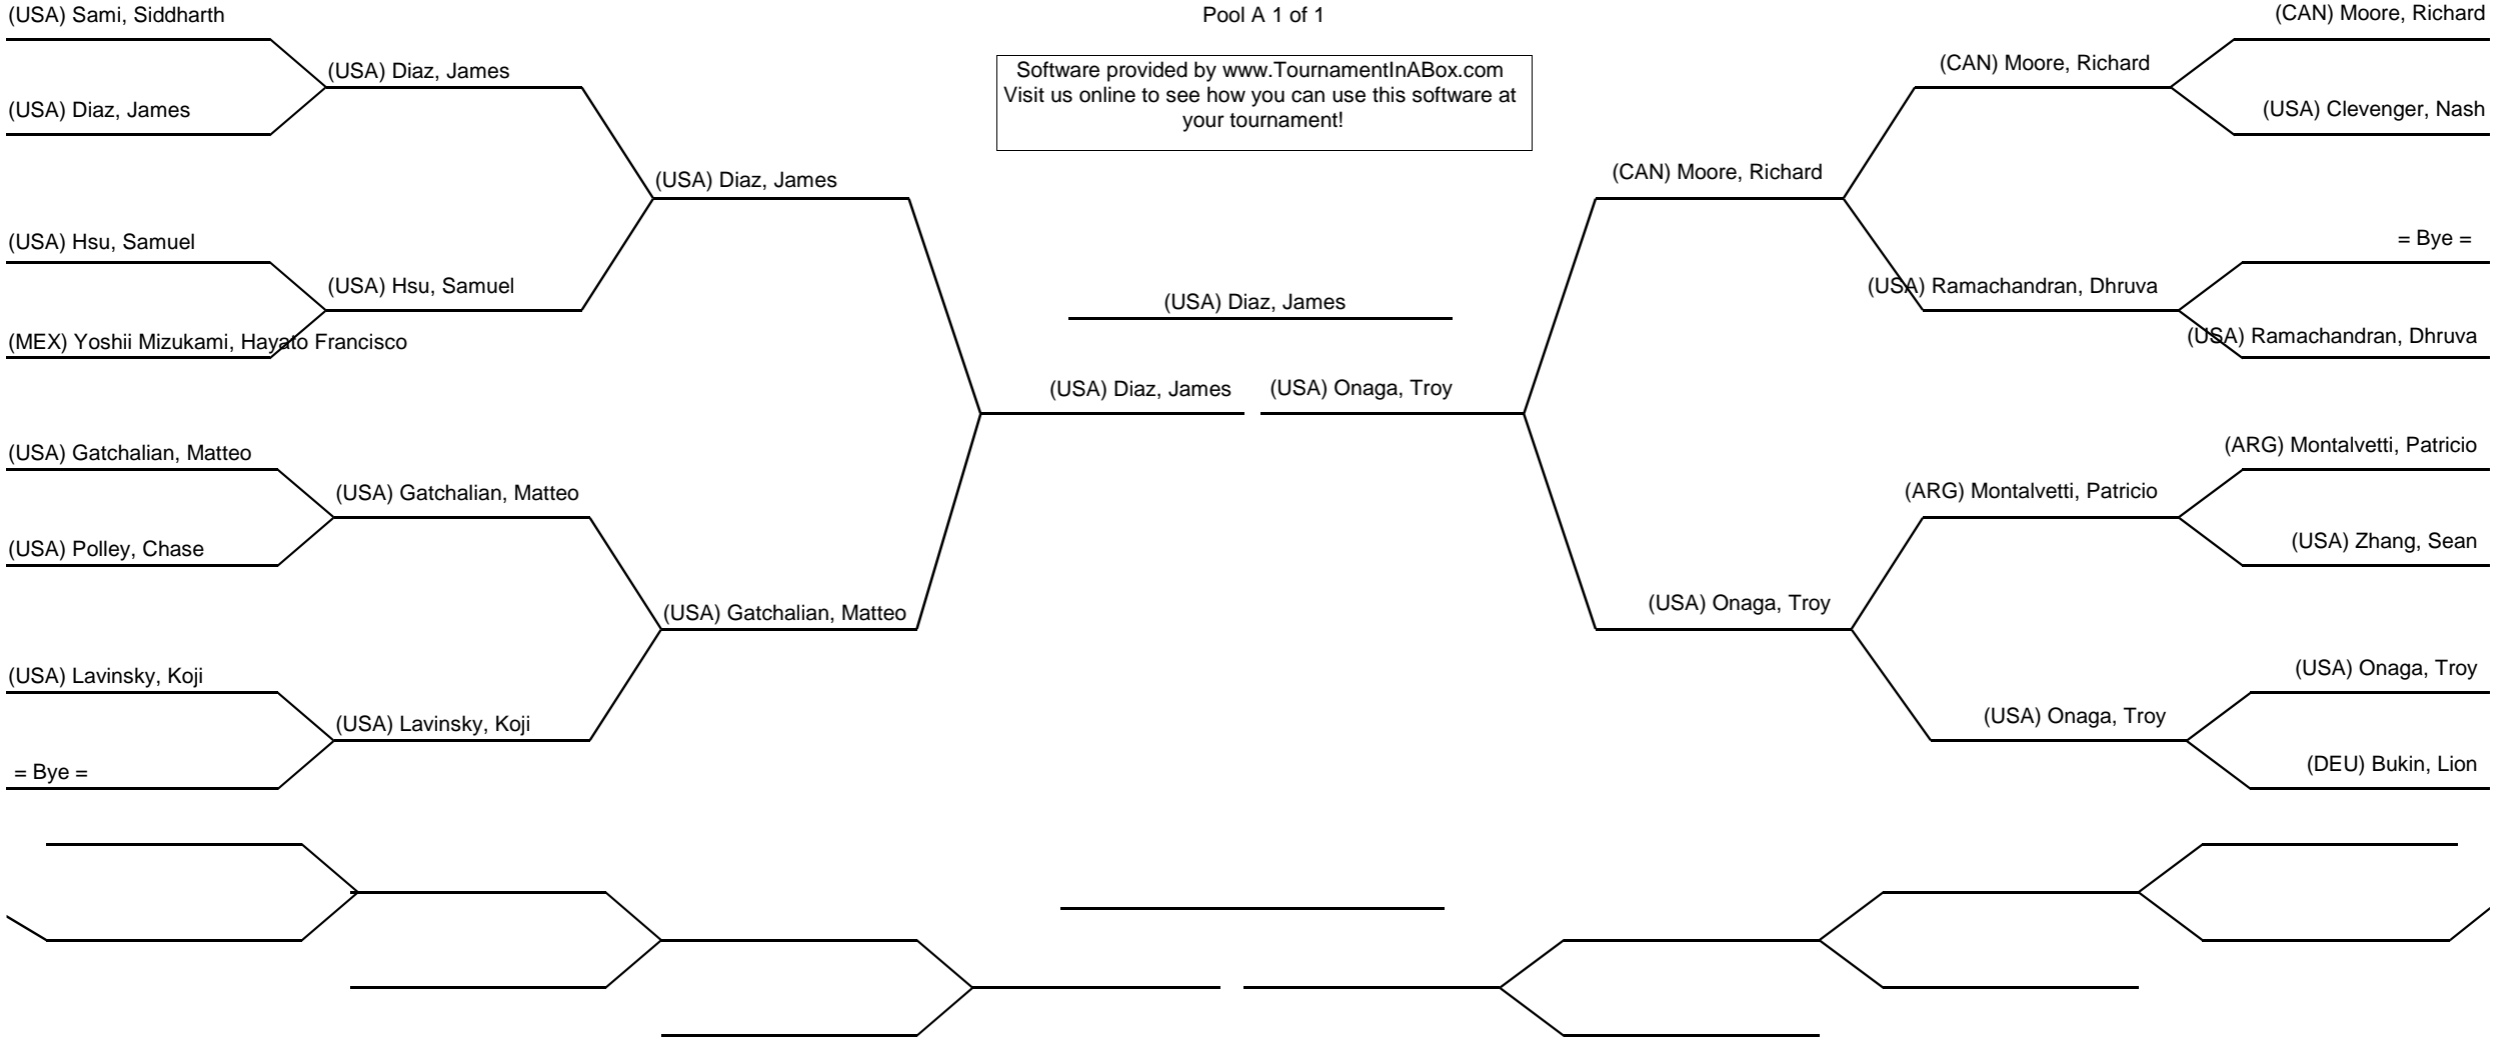 (USA) Sami, Siddharth
Pool A 1 of 1
(CAN) Moore, Richard
(USA) Diaz, James
Software provided by www.TournamentInABox.com
Visit us online to see how you can use this software at
your tournament!
(CAN) Moore, Richard
(USA) Diaz, James
(USA) Clevenger, Nash
(USA) Diaz, James
(CAN) Moore, Richard
(USA) Hsu, Samuel
= Bye =
(USA) Hsu, Samuel
(USA) Diaz, James
(USA) Ramachandran, Dhruva
(MEX) Yoshii Mizukami, Hayato Francisco
(USA) Ramachandran, Dhruva
(USA) Diaz, James
(USA) Onaga, Troy
(USA) Gatchalian, Matteo
(ARG) Montalvetti, Patricio
(USA) Gatchalian, Matteo
(ARG) Montalvetti, Patricio
(USA) Polley, Chase
(USA) Zhang, Sean
(USA) Gatchalian, Matteo
(USA) Onaga, Troy
(USA) Lavinsky, Koji
(USA) Onaga, Troy
(USA) Lavinsky, Koji
(USA) Onaga, Troy
= Bye =
(DEU) Bukin, Lion